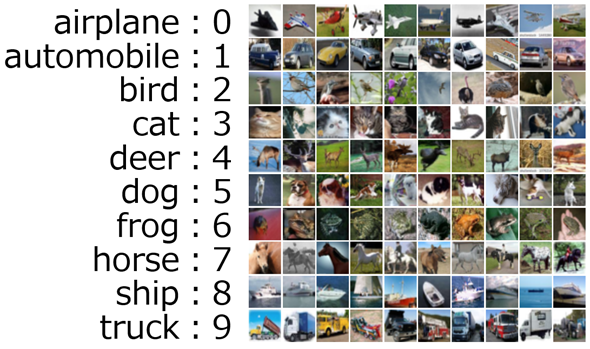 airplane : 0
automobile : 1
bird : 2
cat : 3
deer : 4
dog : 5
frog : 6
horse : 7
ship : 8
truck : 9